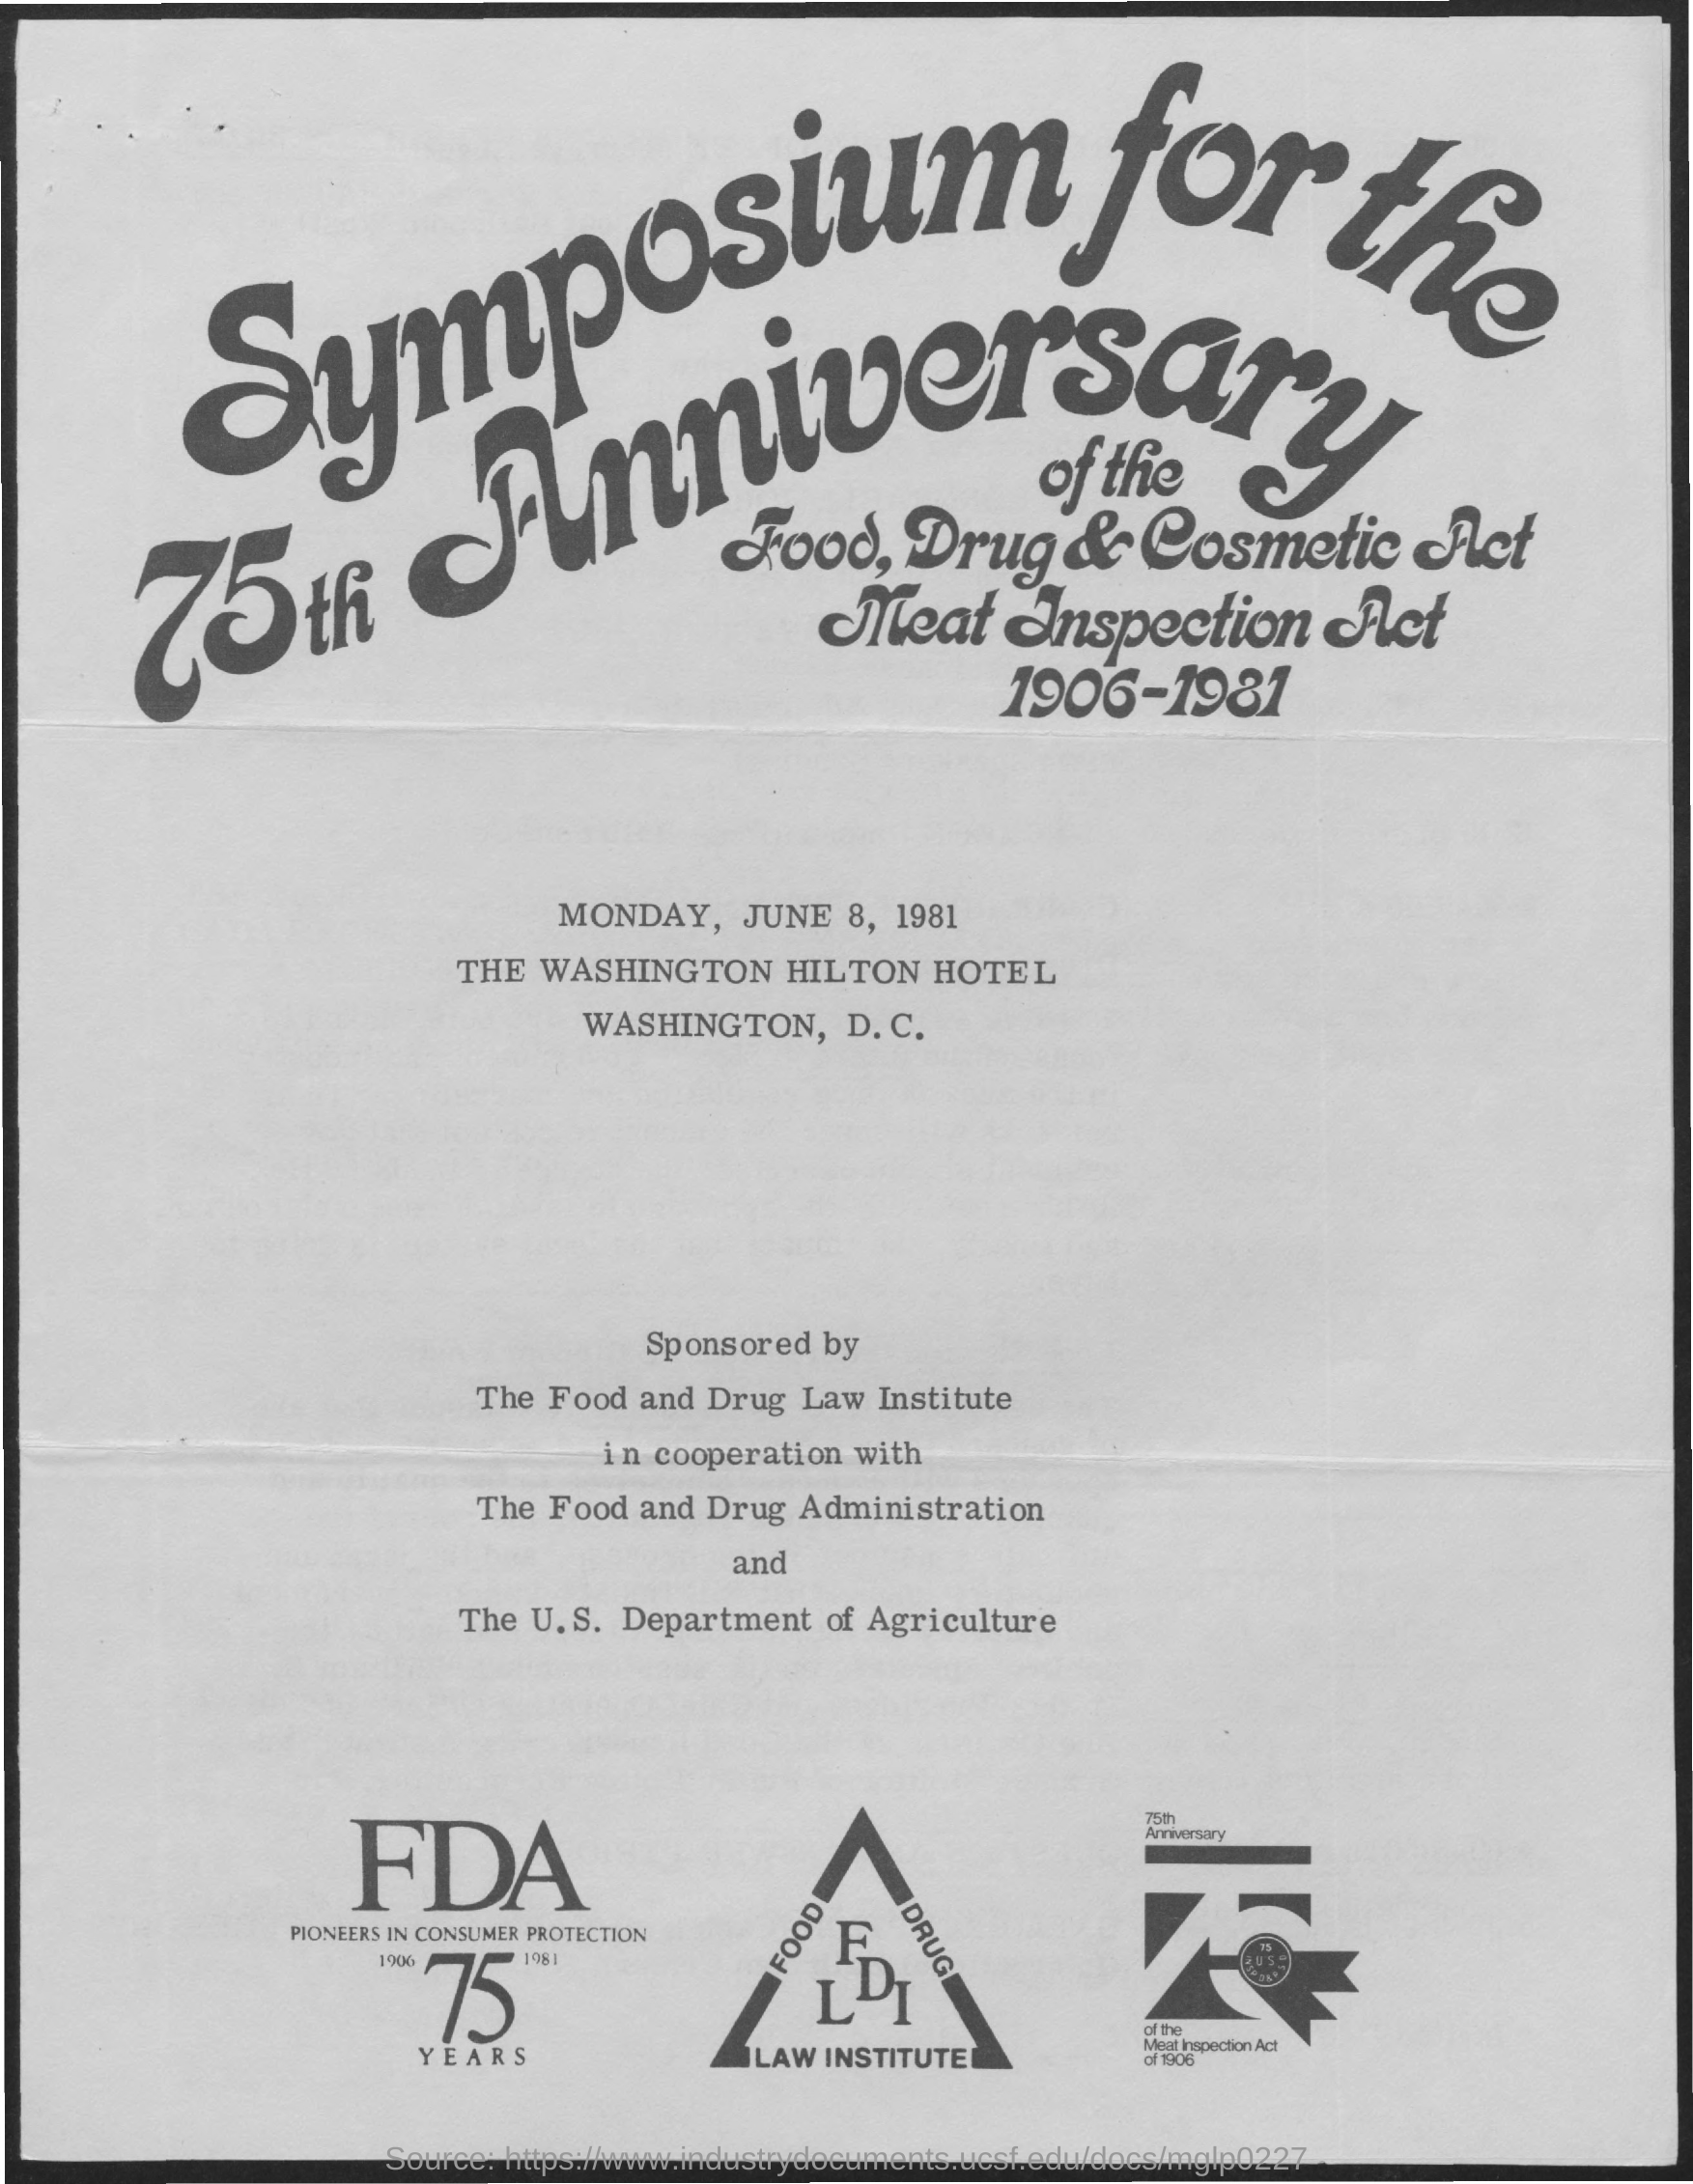 Symposium for the
75th Anniversary
of the
Food, Drug & Cosmetic Act
Meat Inspection Act
1906-1981
MONDAY, JUNE 8, 1981
THE WASHINGTON HILTON HOTEL
WASHINGTON, D. C.
Sponsored by
The Food and Drug Law Institute
in cooperation with
The Food and Drug Administration
and
The U. S. Department of Agriculture
FDA
PIONEERS IN CONSUMER PROTECTION
1906 75 1981
YEARS
FOOD DRUG
FDLI
LAW INSTITUTE
75th
Anniversary
75
75
U S
INSP'D & P'S'D
of the
Meat Inspection Act
of 1906
Source: https://www.industrydocuments.ucsf.edu/docs/mglp0227